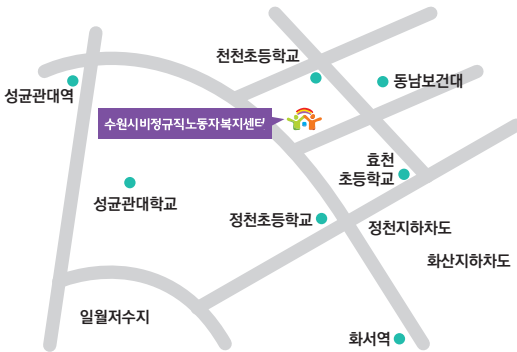 천천초등학교
동남보건대
성균관대역
수원시비정규직노동자복지센터
효천
초등학교
성균관대학교
정천초등학교
정천지하차도
화산지하차도
일월저수지
화서역